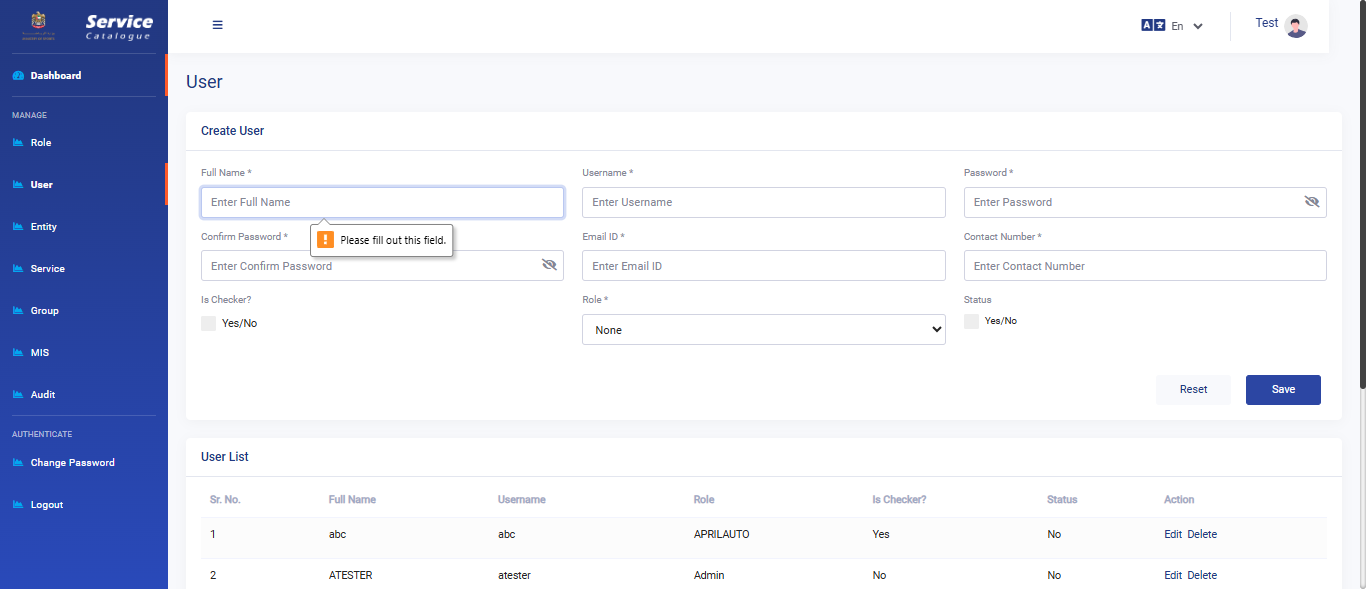 Service
Catalogue
En
Test
Dashboard
User
MANAGE
Create User
Role
Full Name *
Username *
Password *
User
Enter Full Name
Enter Username
Enter Password
Entity
Confirm Password *
Please fill out this field.
Email ID *
Contact Number *
Enter Confirm Password
Enter Email ID
Enter Contact Number
Service
Is Checker?
Role *
Status
Group
Yes/No
None
Yes/No
MIS
Audit
Reset
Save
AUTHENTICATE
User List
Change Password
Sr. No.
Full Name
Username
Role
Is Checker?
Status
Action
Logout
1
abc
abc
APRILAUTO
Yes
No
Edit Delete
2
ATESTER
atester
Admin
No
No
Edit Delete